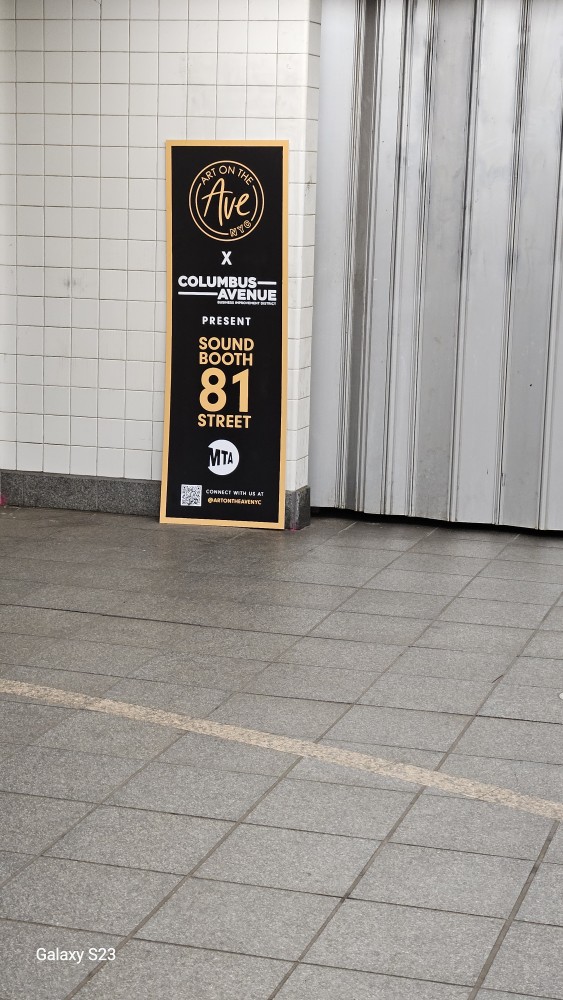 ART ON THE
Ave
NYC
X
COLUMBUS
AVENUE
BUSINESS IMPROVEMENT DISTRICT
PRESENT
SOUND
BOOTH
81
STREET
MTA
CONNECT WITH US AT
@ARTONTHEAVENYC
Galaxy S23